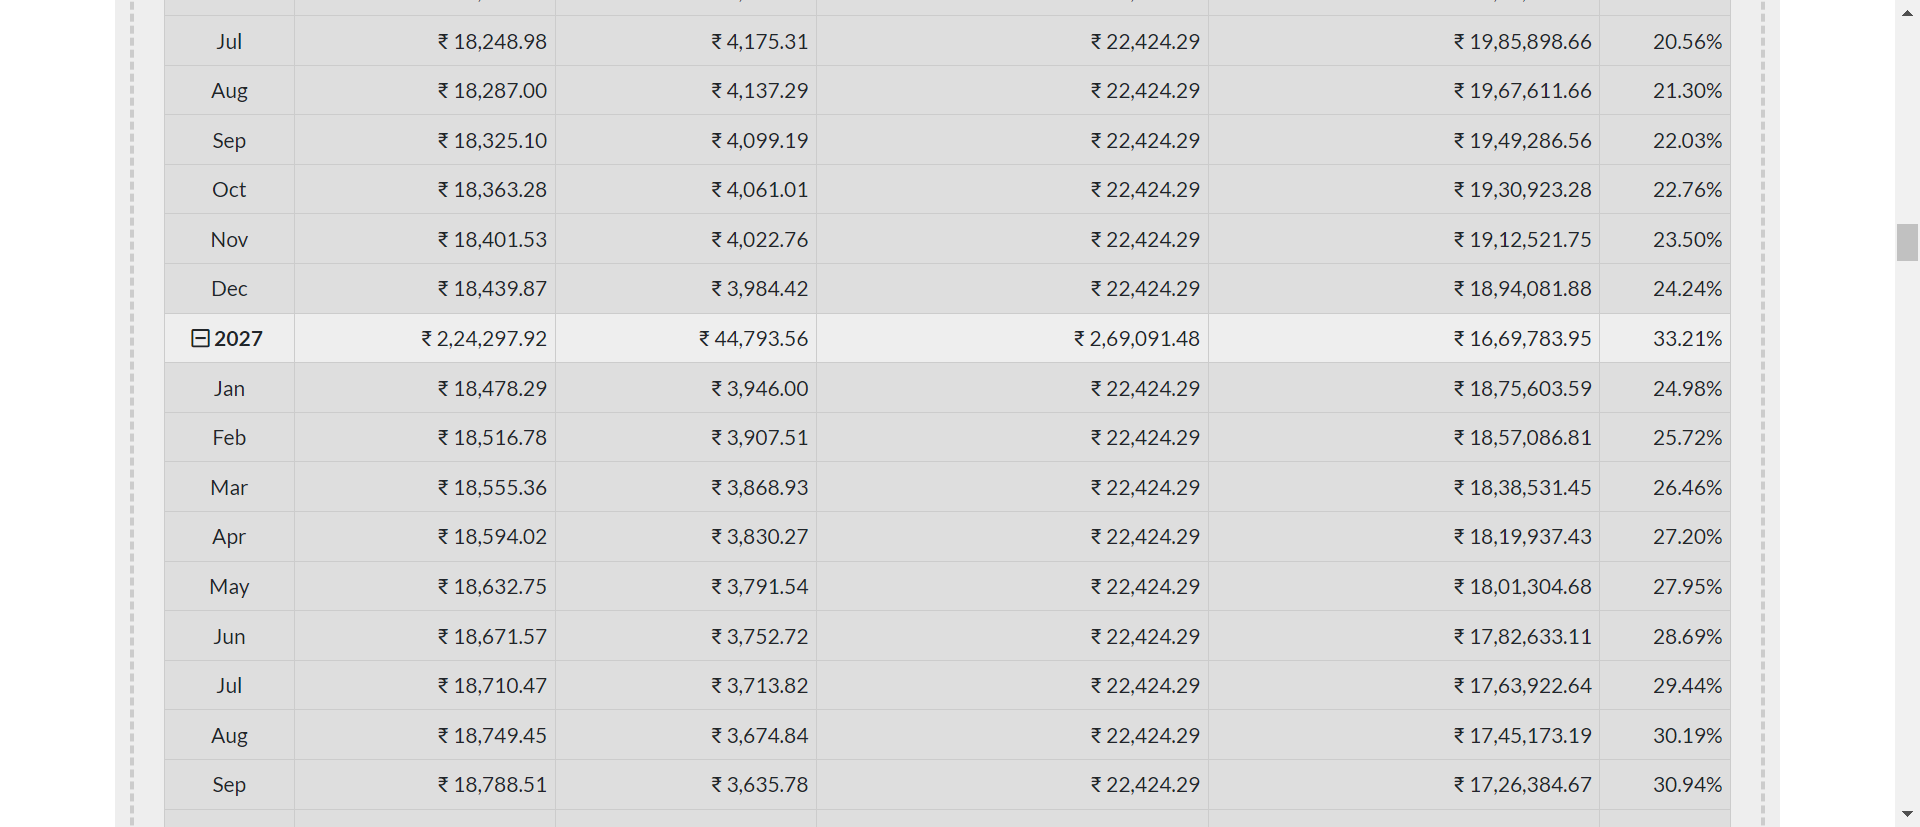 Jul ₹ 18,248.98 ₹ 4,175.31 ₹ 22,424.29 ₹ 19,85,898.66 20.56%
Aug ₹ 18,287.00 ₹ 4,137.29 ₹ 22,424.29 ₹ 19,67,611.66 21.30%
Sep ₹ 18,325.10 ₹ 4,099.19 ₹ 22,424.29 ₹ 19,49,286.56 22.03%
Oct ₹ 18,363.28 ₹ 4,061.01 ₹ 22,424.29 ₹ 19,30,923.28 22.76%
Nov ₹ 18,401.53 ₹ 4,022.76 ₹ 22,424.29 ₹ 19,12,521.75 23.50%
Dec ₹ 18,439.87 ₹ 3,984.42 ₹ 22,424.29 ₹ 18,94,081.88 24.24%
2027 ₹ 2,24,297.92 ₹ 44,793.56 ₹ 2,69,091.48 ₹ 16,69,783.95 33.21%
Jan ₹ 18,478.29 ₹ 3,946.00 ₹ 22,424.29 ₹ 18,75,603.59 24.98%
Feb ₹ 18,516.78 ₹ 3,907.51 ₹ 22,424.29 ₹ 18,57,086.81 25.72%
Mar ₹ 18,555.36 ₹ 3,868.93 ₹ 22,424.29 ₹ 18,38,531.45 26.46%
Apr ₹ 18,594.02 ₹ 3,830.27 ₹ 22,424.29 ₹ 18,19,937.43 27.20%
May ₹ 18,632.75 ₹ 3,791.54 ₹ 22,424.29 ₹ 18,01,304.68 27.95%
Jun ₹ 18,671.57 ₹ 3,752.72 ₹ 22,424.29 ₹ 17,82,633.11 28.69%
Jul ₹ 18,710.47 ₹ 3,713.82 ₹ 22,424.29 ₹ 17,63,922.64 29.44%
Aug ₹ 18,749.45 ₹ 3,674.84 ₹ 22,424.29 ₹ 17,45,173.19 30.19%
Sep ₹ 18,788.51 ₹ 3,635.78 ₹ 22,424.29 ₹ 17,26,384.67 30.94%